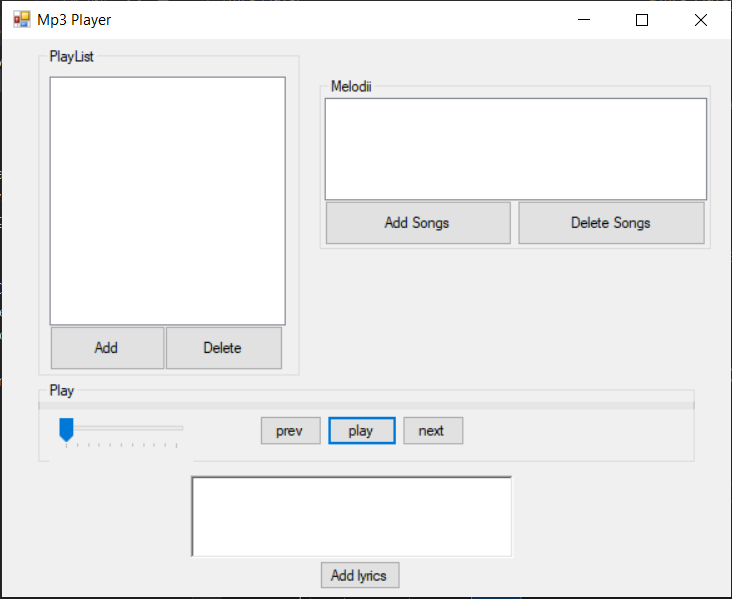 Mp3 Player
PlayList
Melodii
Add Songs
Delete Songs
Add
Delete
Play
prev
play
next
Add lyrics